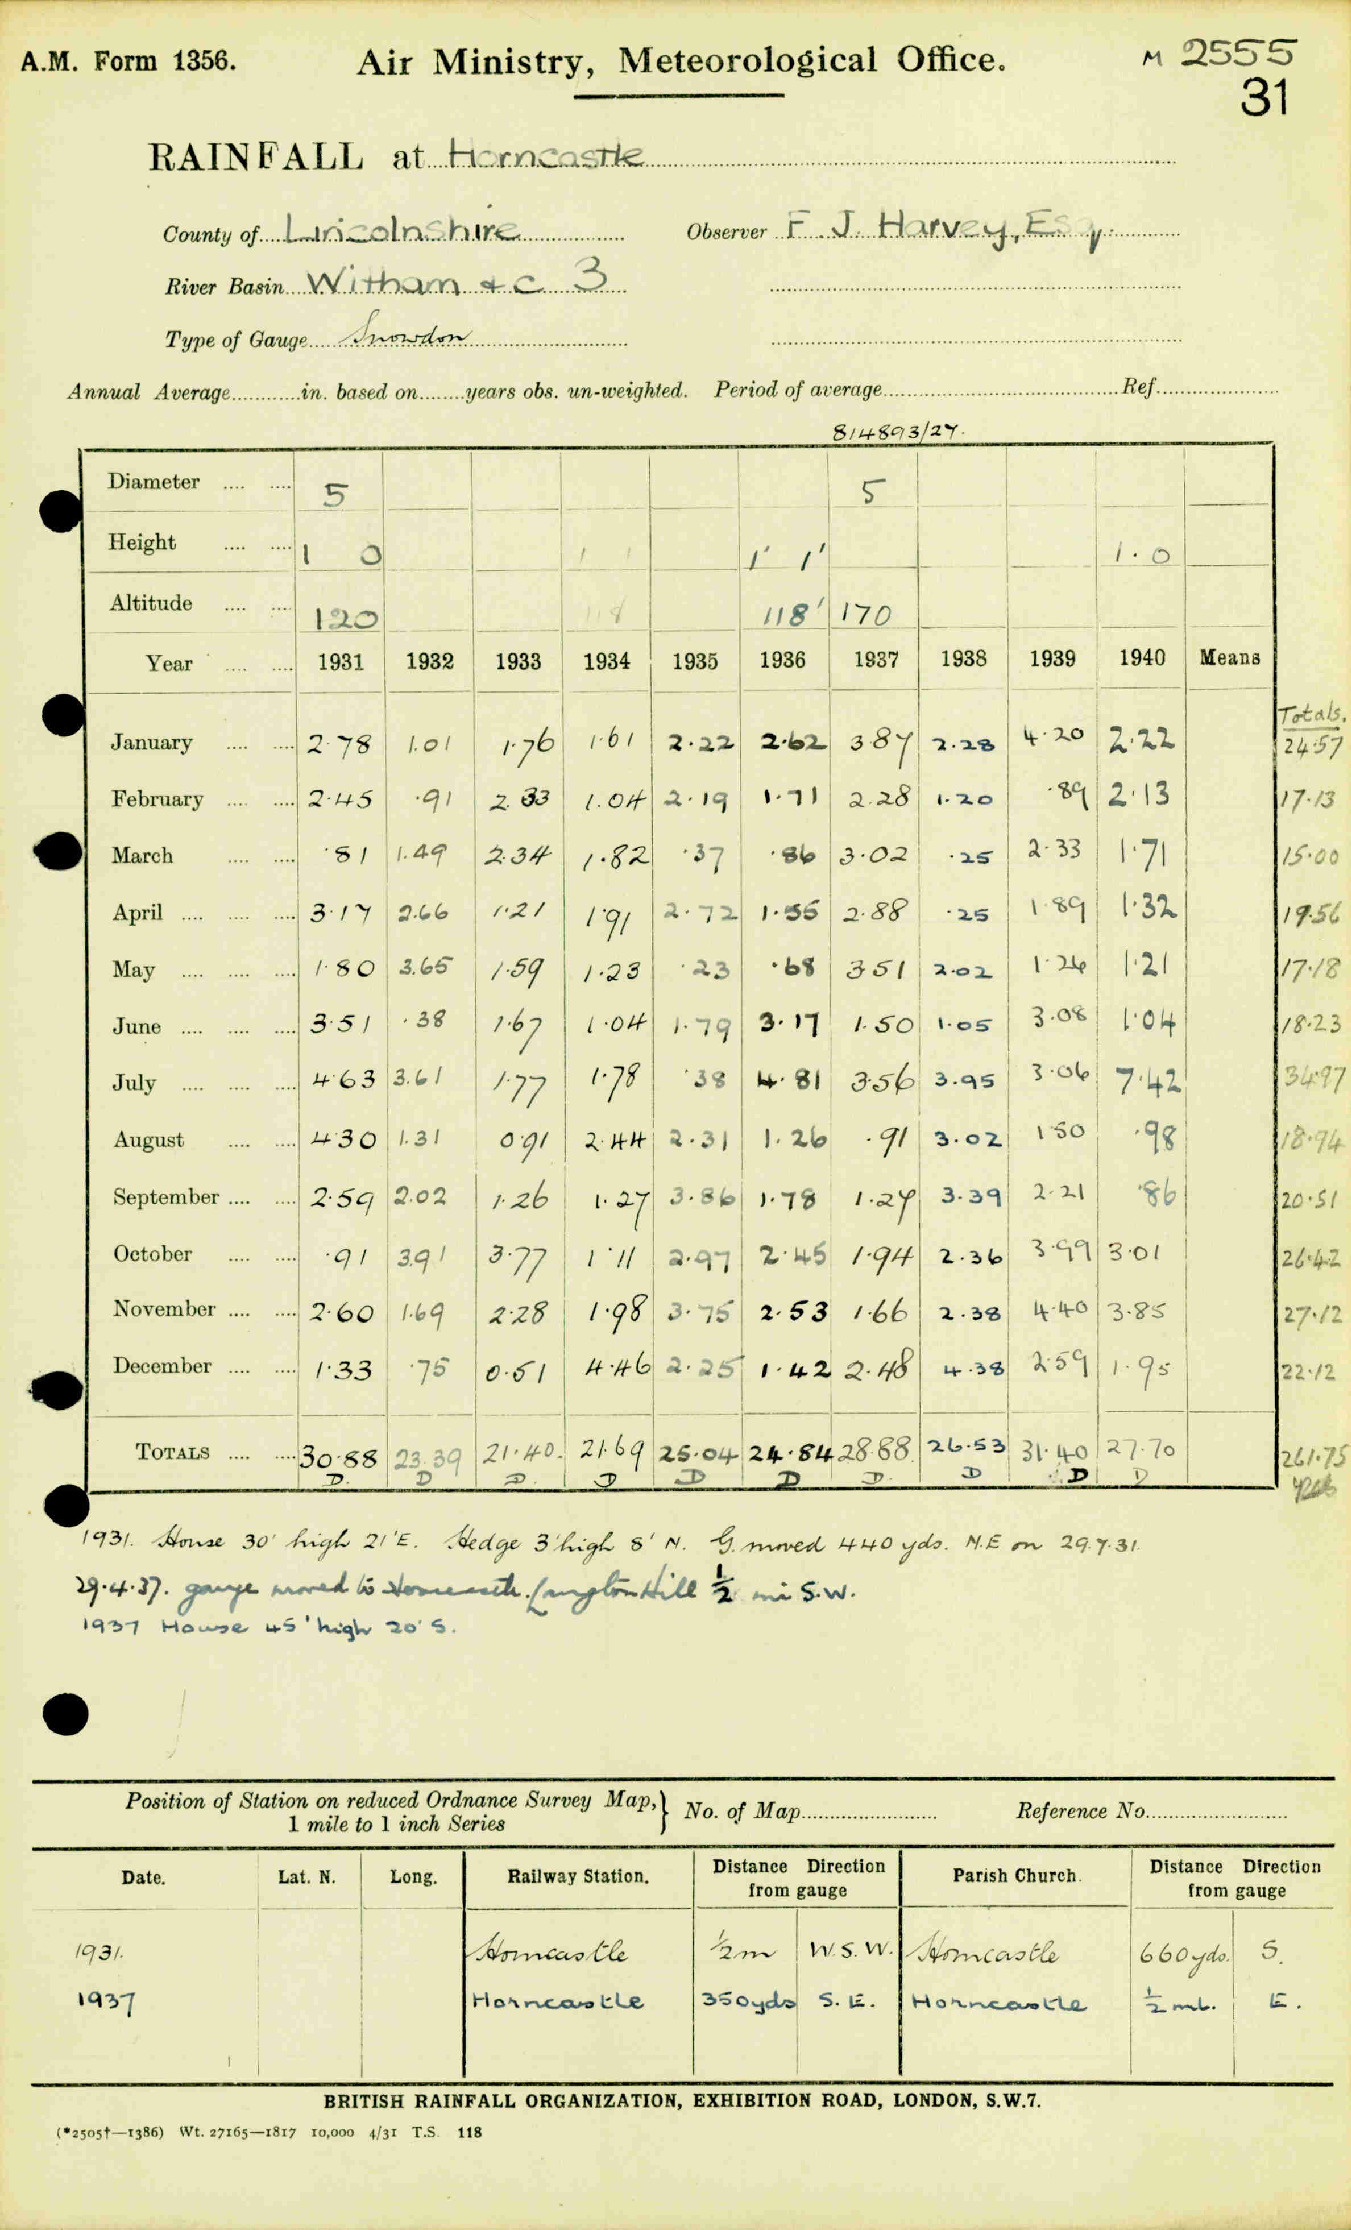 A.M. Form 1356. Air Ministry, Meteorological Office. M 2555
31
RAINFALL at Horncastle
County of Lincolnshire Observer F. J. Harvey, Esq.
River Basin Witham &c 3
Type of Gauge Snowdon
Annual Average in. based on years obs. un-weighted. Period of average Ref.
814893/27.
Diameter 5 5
Height 1 0 1 1 1' 1' 1.0
Altitude 120 118 118' 170
Year 1931 1932 1933 1934 1935 1936 1937 1938 1939 1940 Means
Totals.
January 2.78 1.01 1.76 1.61 2.22 2.62 3.87 2.28 4.20 2.22 24.57
February 2.45 .91 2.33 1.04 2.19 1.71 2.28 1.20 .89 2.13 17.13
March .81 1.49 2.34 1.82 .37 .86 3.02 .25 2.33 1.71 15.00
April 3.17 2.66 1.21 1.91 2.72 1.55 2.88 .25 1.89 1.32 19.56
May 1.80 3.65 1.59 1.23 .23 .68 3.51 2.02 1.26 1.21 17.18
June 3.51 .38 1.67 1.04 1.79 3.17 1.50 1.05 3.08 1.04 18.23
July 4.63 3.61 1.77 1.78 .38 4.81 3.56 3.95 3.06 7.42 34.97
August 4.30 1.31 0.91 2.44 2.31 1.26 .91 3.02 1.50 .98 18.94
September 2.59 2.02 1.26 1.27 3.86 1.78 1.27 3.39 2.21 .86 20.51
October .91 3.91 3.77 1.11 2.97 2.45 1.94 2.36 3.99 3.01 26.42
November 2.60 1.69 2.28 1.98 3.75 2.53 1.66 2.38 4.40 3.85 27.12
December 1.33 .75 0.51 4.46 2.25 1.42 2.48 4.38 2.59 1.95 22.12
TOTALS 30.88 23.39 21.40 21.69 25.04 24.84 28.88 26.53 31.40 27.70 261.75
D. D D. D D D D. D D D
1931. House 30' high 21' E. Hedge 3' high 8' N. G. moved 440 yds. N.E on 29.7.31
29.4.37. gauge moved to Horncastle. Langton Hill ½ mi S.W.
1937 House 45' high 20' S.
Position of Station on reduced Ordnance Survey Map, 1 mile to 1 inch Series } No. of Map Reference No.
Date. Lat. N. Long. Railway Station. Distance Direction from gauge Parish Church. Distance Direction from gauge
1931. Horncastle ½ m W.S.W. Horncastle 660 yds. S.
1937 Horncastle 350yds S.E. Horncastle ½ ml. E.
BRITISH RAINFALL ORGANIZATION, EXHIBITION ROAD, LONDON, S.W.7.
(*2505†—1386) Wt. 27165—1817 10,000 4/31 T.S. 118